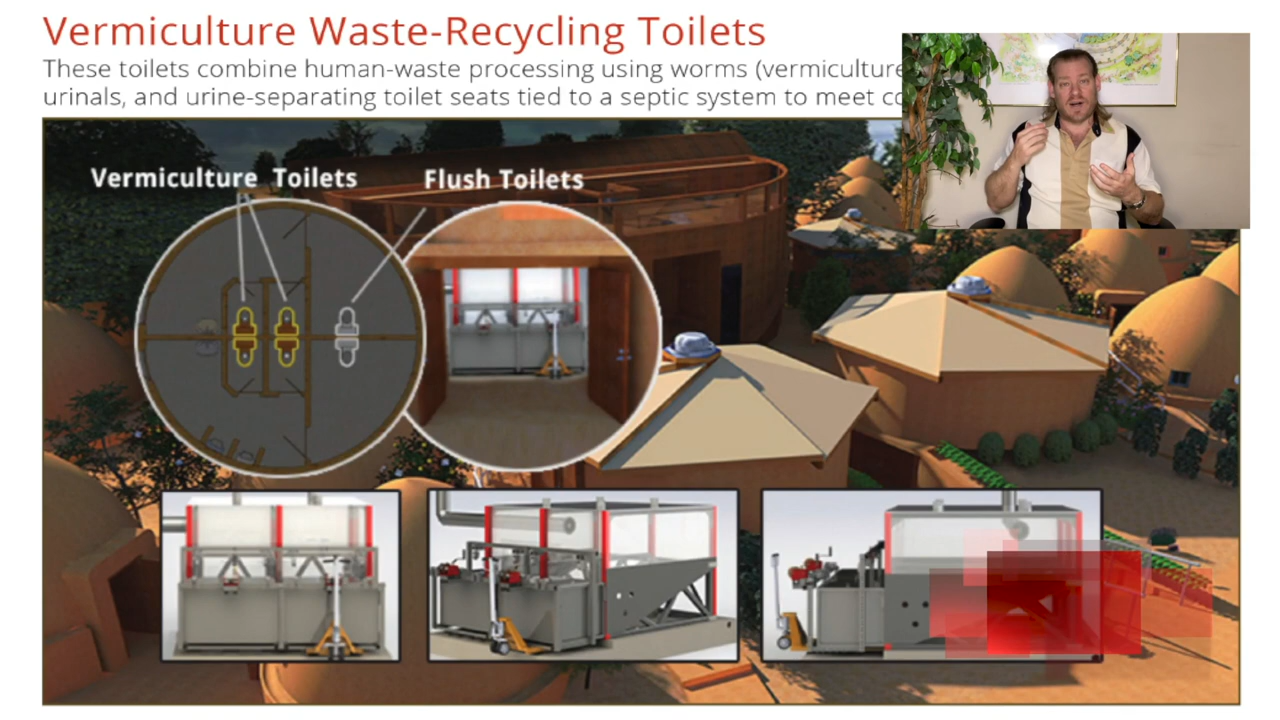 Vermiculture Waste-Recycling Toilets
These toilets combine human-waste processing using worms (vermiculture
urinals, and urine-separating toilet seats tied to a septic system to meet co
Vermiculture Toilets
Flush Toilets